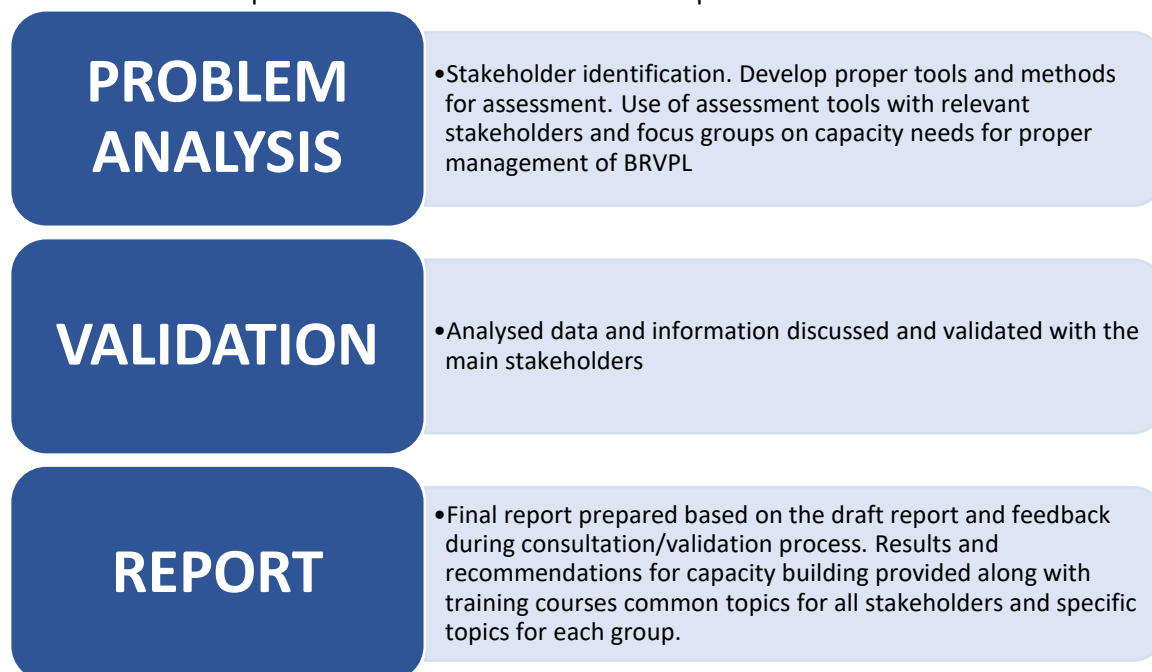 PROBLEM
ANALYSIS
•Stakeholder identification. Develop proper tools and methods
for assessment. Use of assessment tools with relevant
stakeholders and focus groups on capacity needs for proper
management of BRVPL
VALIDATION
•Analysed data and information discussed and validated with the
main stakeholders
REPORT
•Final report prepared based on the draft report and feedback
during consultation/validation process. Results and
recommendations for capacity building provided along with
training courses common topics for all stakeholders and specific
topics for each group.